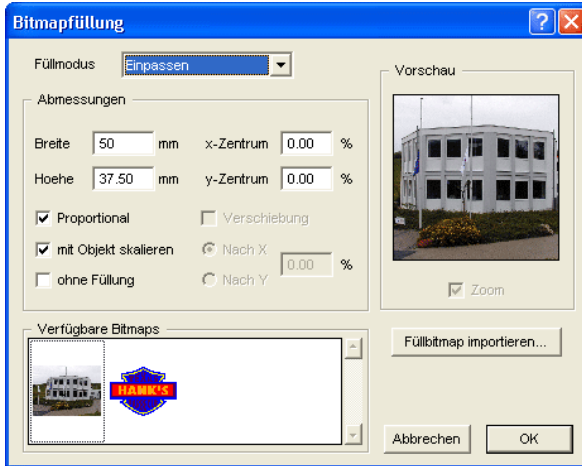 Bitmapfüllung
Füllmodus Einpassen
Abmessungen
Breite 50 mm x-Zentrum 0.00 %
Hoehe 37.50 mm y-Zentrum 0.00 %
Proportional Verschiebung
mit Objekt skalieren Nach X
0.00 %
ohne Füllung Nach Y
Vorschau
Zoom
Verfügbare Bitmaps
HANK'S
Füllbitmap importieren...
Abbrechen OK